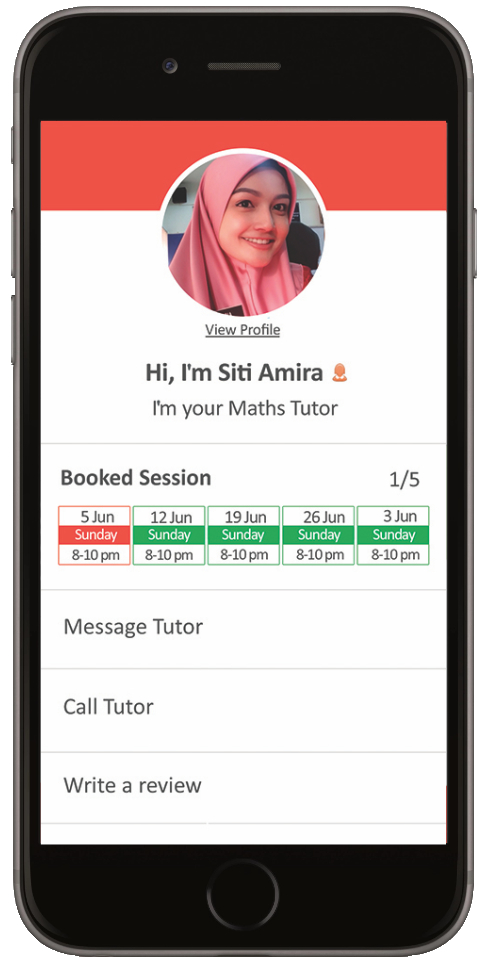 View Profile
Hi, I'm Siti Amira
I'm your Maths Tutor
Booked Session 1/5
5 Jun 12 Jun 19 Jun 26 Jun 3 Jun
Sunday Sunday Sunday Sunday Sunday
8-10 pm 8-10 pm 8-10 pm 8-10 pm 8-10 pm
Message Tutor
Call Tutor
Write a review